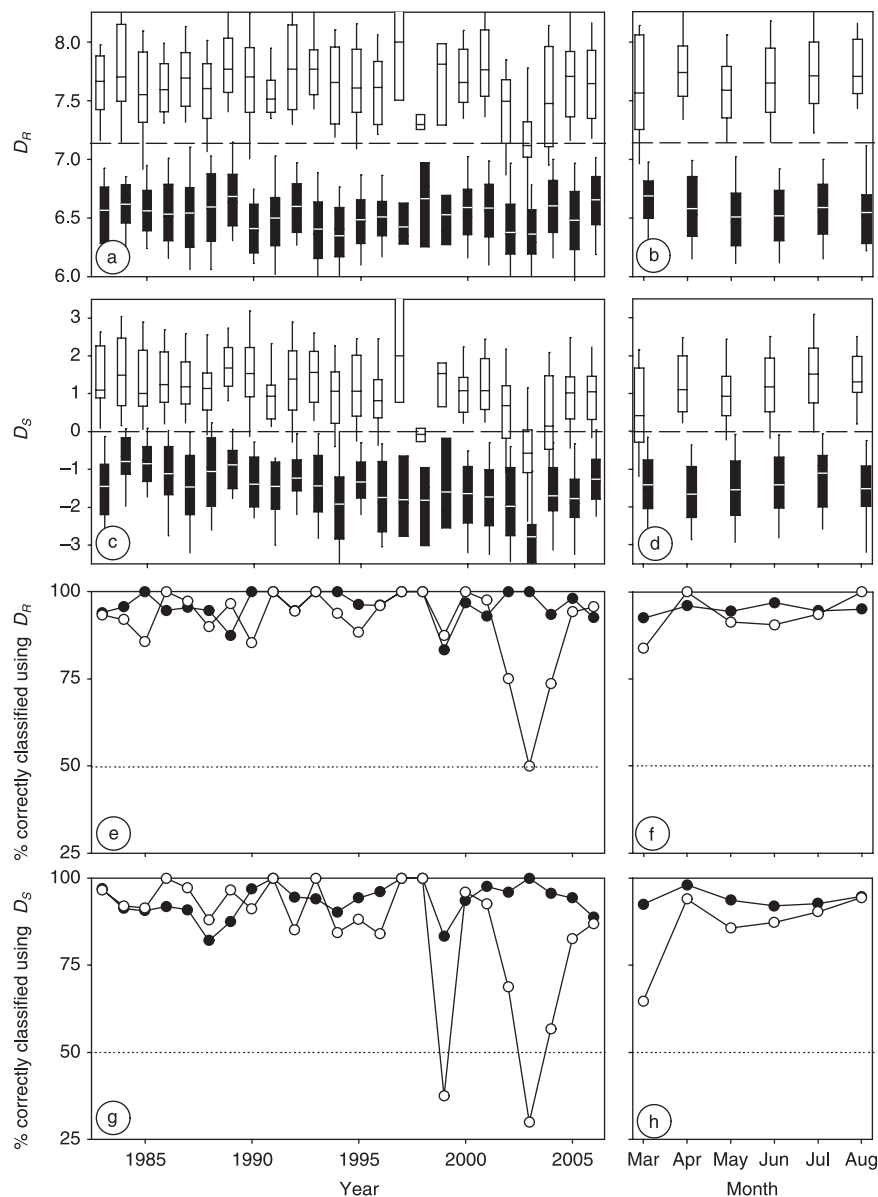 8.0
7.5
7.0
6.5
6.0
D_R
a
b
3
2
1
0
−1
−2
−3
D_S
c
d
100
75
50
25
% correctly classified using D_R
e
f
100
75
50
25
% correctly classified using D_S
g
h
1985 1990 1995 2000 2005
Mar Apr May Jun Jul Aug
Year
Month